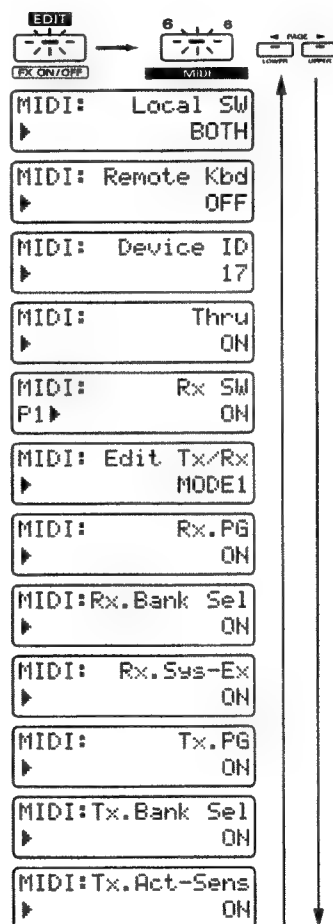 EDIT
FX ON/OFF
6 6
MIDI
◄ PAGE ►
LOWER UPPER
MIDI: Local SW
▶ BOTH
MIDI: Remote Kbd
▶ OFF
MIDI: Device ID
▶ 17
MIDI: Thru
▶ ON
MIDI: Rx SW
P1▶ ON
MIDI: Edit Tx/Rx
▶ MODE1
MIDI: Rx.PG
▶ ON
MIDI:Rx.Bank Sel
▶ ON
MIDI: Rx.Sys-Ex
▶ ON
MIDI: Tx.PG
▶ ON
MIDI:Tx.Bank Sel
▶ ON
MIDI:Tx.Act-Sens
▶ ON